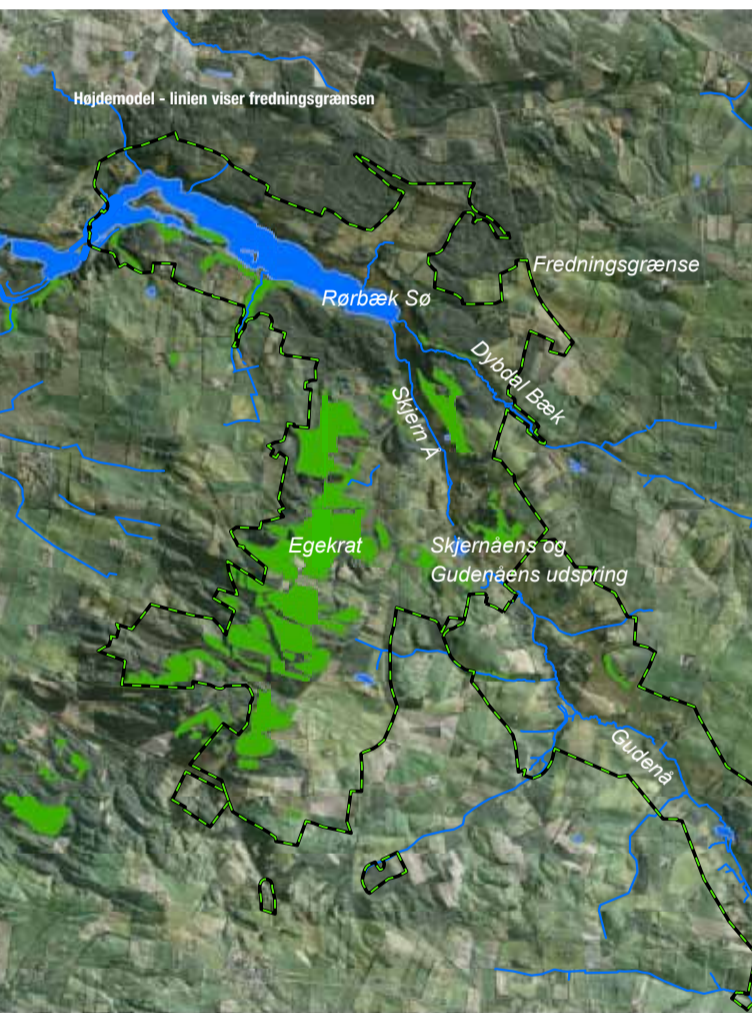 Højdemodel - linien viser fredningsgrænsen
Fredningsgrænse
Rørbæk Sø
Dybdal Bæk
Skjern Å
Egekrat
Skjernåens og
Gudenåens udspring
Gudenå